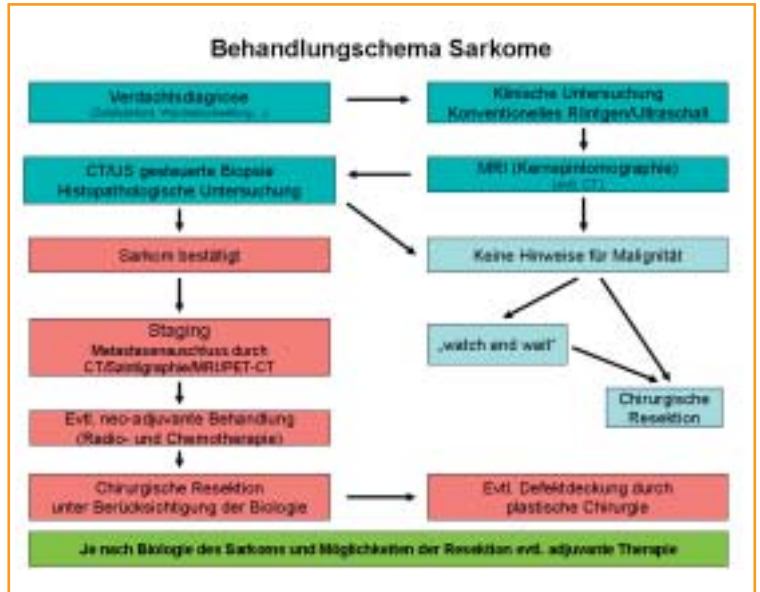 Behandlungschema Sarkome
Verdachtsdiagnose
Klinische Untersuchung
Konventionelles Röntgen/Ultraschall
CT/US gesteuerte Biopsie
Histopathologische Untersuchung
MRI (Kernspintomographie)
(evtl. CT)
Sarkom bestätigt
Keine Hinweise für Malignität
Staging
Metastasenauschluss durch
CT/Szintigraphie/MRI/PET-CT
„watch and wait“
Chirurgische
Resektion
Evtl. neo-adjuvante Behandlung
(Radio- und Chemotherapie)
Chirurgische Resektion
unter Berücksichtigung der Biologie
Evtl. Defektdeckung durch
plastische Chirurgie
Je nach Biologie des Sarkoms und Möglichkeiten der Resektion evtl. adjuvante Therapie